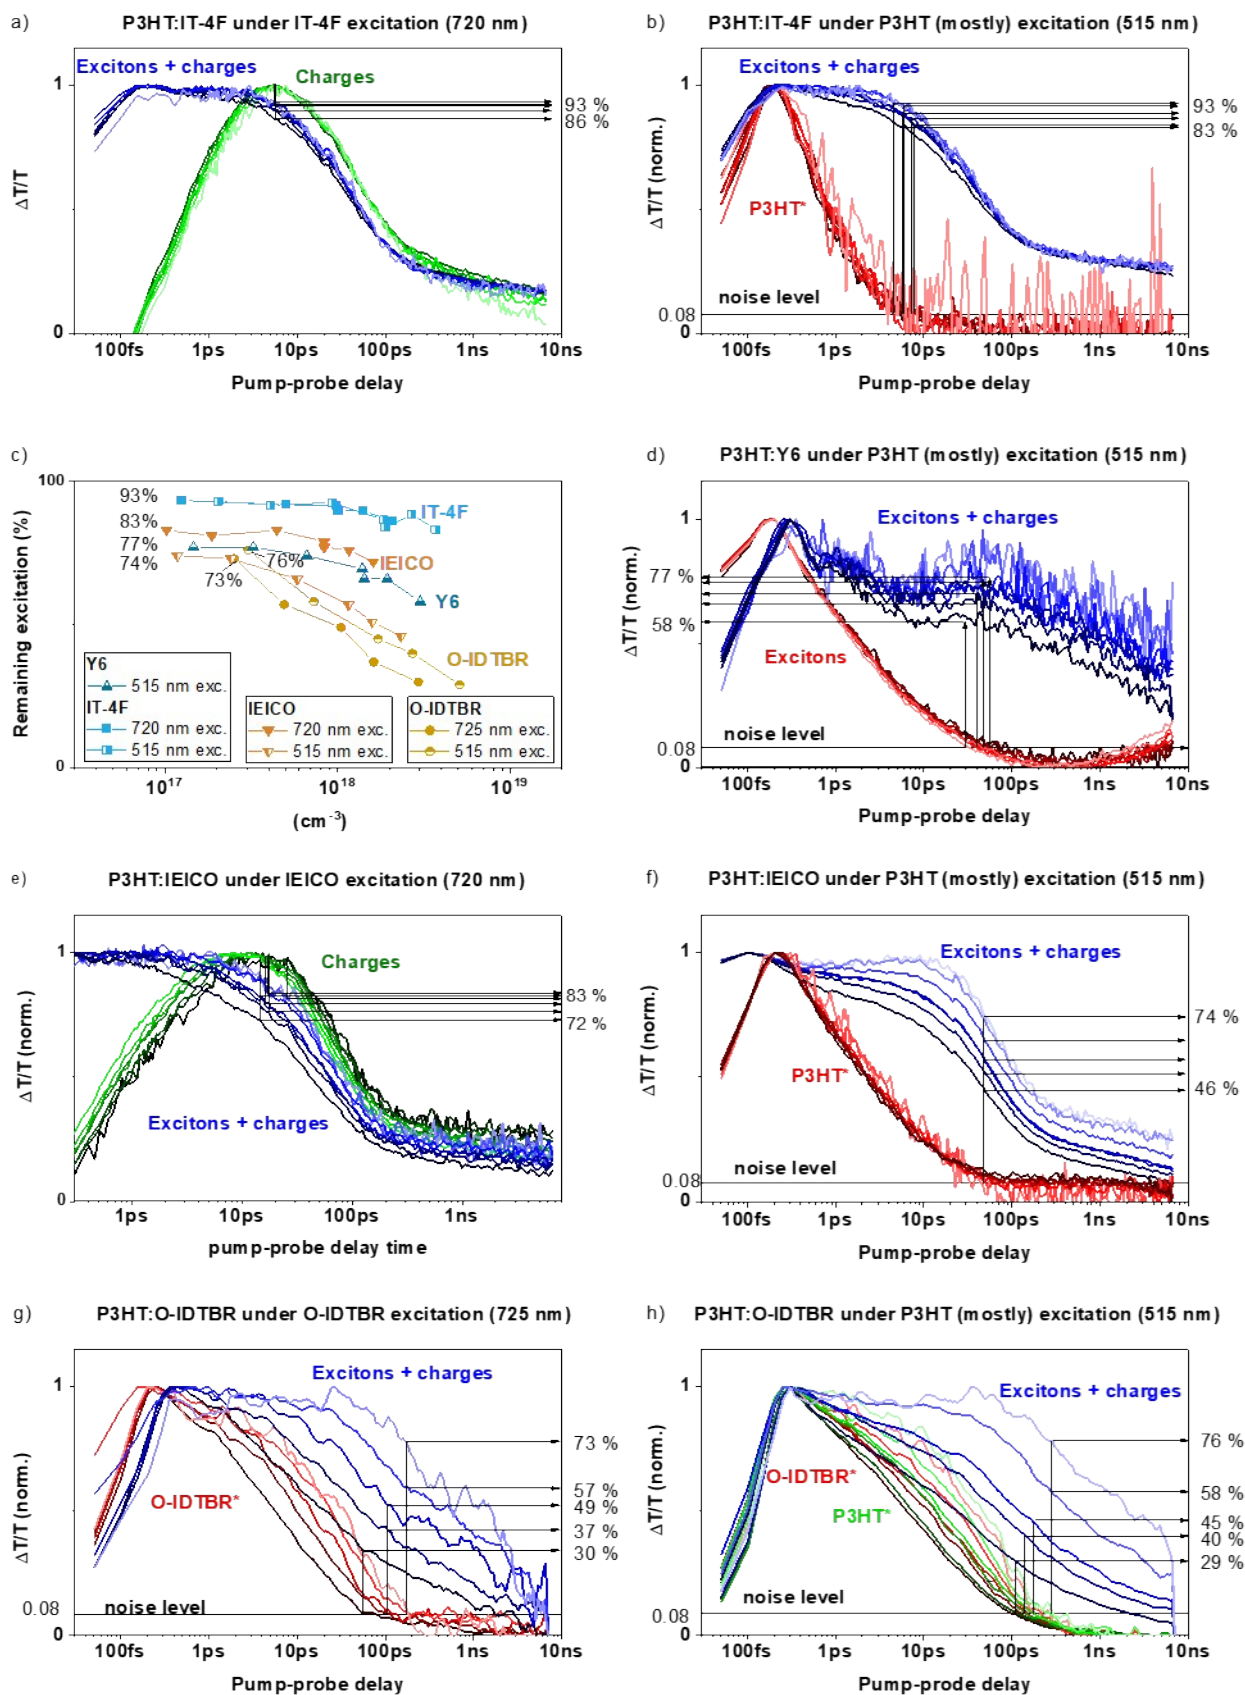 a) P3HT:IT-4F under IT-4F excitation (720 nm)
Excitons + charges
Charges
1
93 %
86 %
ΔT/T
0
100fs 1ps 10ps 100ps 10ns
Pump-probe delay
b) P3HT:IT-4F under P3HT (mostly) excitation (515 nm)
Excitons + charges
1
93 %
83 %
ΔT/T (norm.)
P3HT*
noise level
0.08
0
100fs 1ps 10ps 100ps 1ns 10ns
Pump-probe delay
c)
100
93%
IT-4F
83%
77%
76%
IEICO
74%
73%
Y6
O-IDTBR
Remaining excitation (%)
Y6
515 nm exc.
IT-4F
720 nm exc.
515 nm exc.
IEICO
720 nm exc.
515 nm exc.
O-IDTBR
725 nm exc.
515 nm exc.
0
10¹⁷ 10¹⁸ 10¹⁹
(cm⁻³)
d) P3HT:Y6 under P3HT (mostly) excitation (515 nm)
1
Excitons + charges
77 %
58 %
ΔT/T (norm.)
Excitons
noise level
0.08
0
100fs 1ps 10ps 100ps 1ns 10ns
Pump-probe delay
e) P3HT:IEICO under IEICO excitation (720 nm)
1
Charges
83 %
72 %
ΔT/T (norm.)
Excitons + charges
0
1ps 10ps 100ps 1ns
pump-probe delay time
f) P3HT:IEICO under P3HT (mostly) excitation (515 nm)
1
Excitons + charges
74 %
46 %
ΔT/T (norm.)
P3HT*
noise level
0.08
0
100fs 1ps 10ps 100ps 1ns 10ns
Pump-probe delay
g) P3HT:O-IDTBR under O-IDTBR excitation (725 nm)
Excitons + charges
1
73 %
57 %
49 %
37 %
30 %
ΔT/T (norm.)
O-IDTBR*
noise level
0.08
0
100fs 1ps 10ps 100ps 1ns 10ns
Pump-probe delay
h) P3HT:O-IDTBR under P3HT (mostly) excitation (515 nm)
1
Excitons + charges
76 %
58 %
45 %
40 %
29 %
ΔT/T (norm.)
O-IDTBR*
P3HT*
noise level
0.08
0
100fs 1ps 10ps 100ps 1ns 10ns
Pump-probe delay